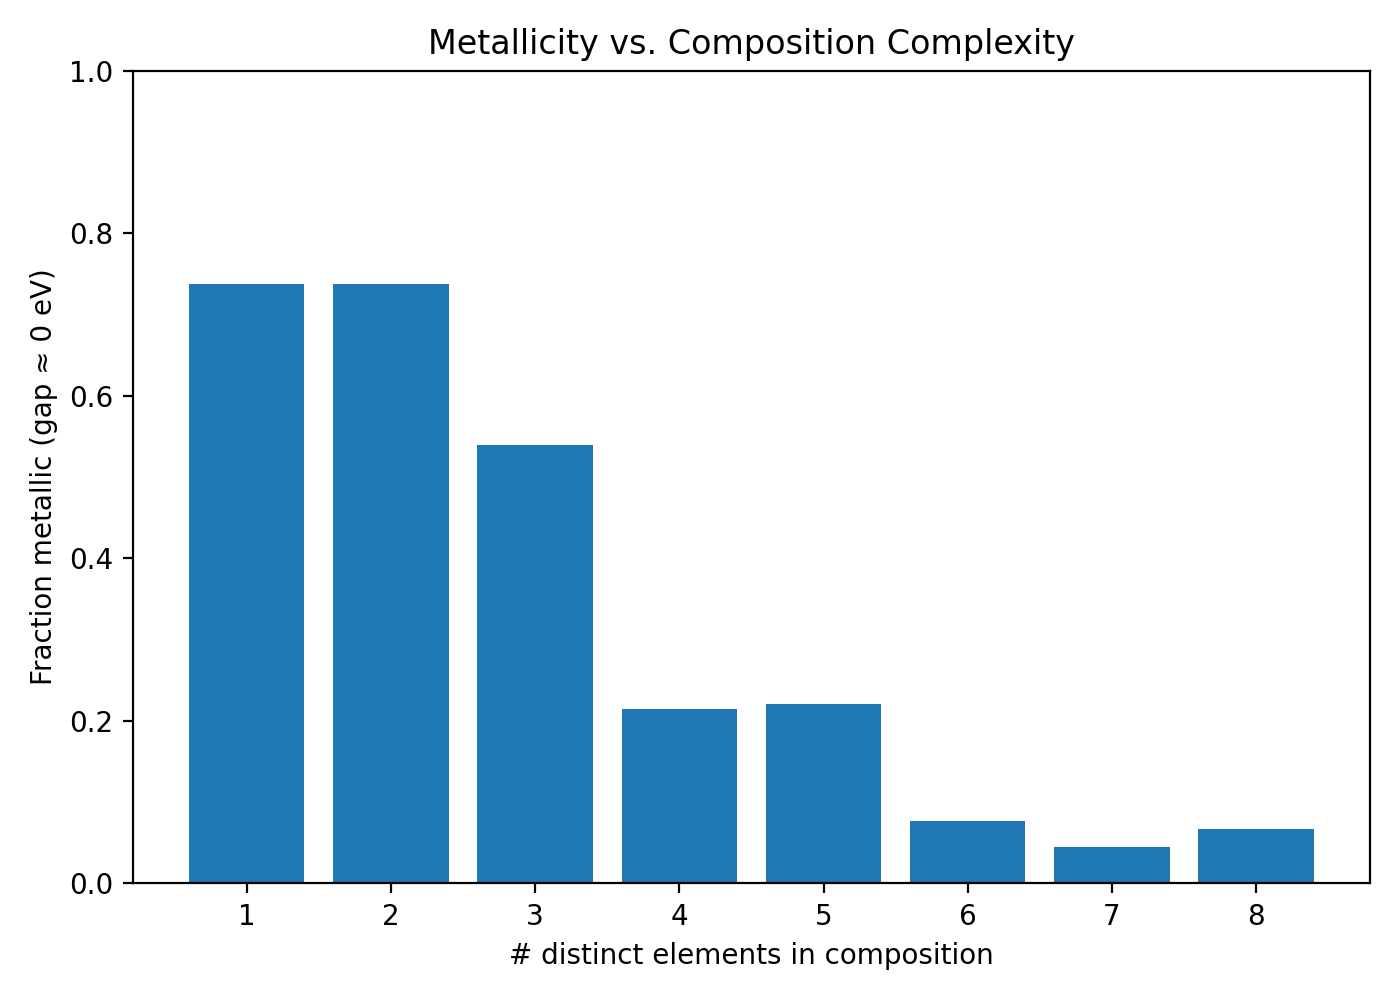 Metallicity vs. Composition Complexity
Fraction metallic (gap ≈ 0 eV)
1.0
0.8
0.6
0.4
0.2
0.0
1 2 3 4 5 6 7 8
# distinct elements in composition